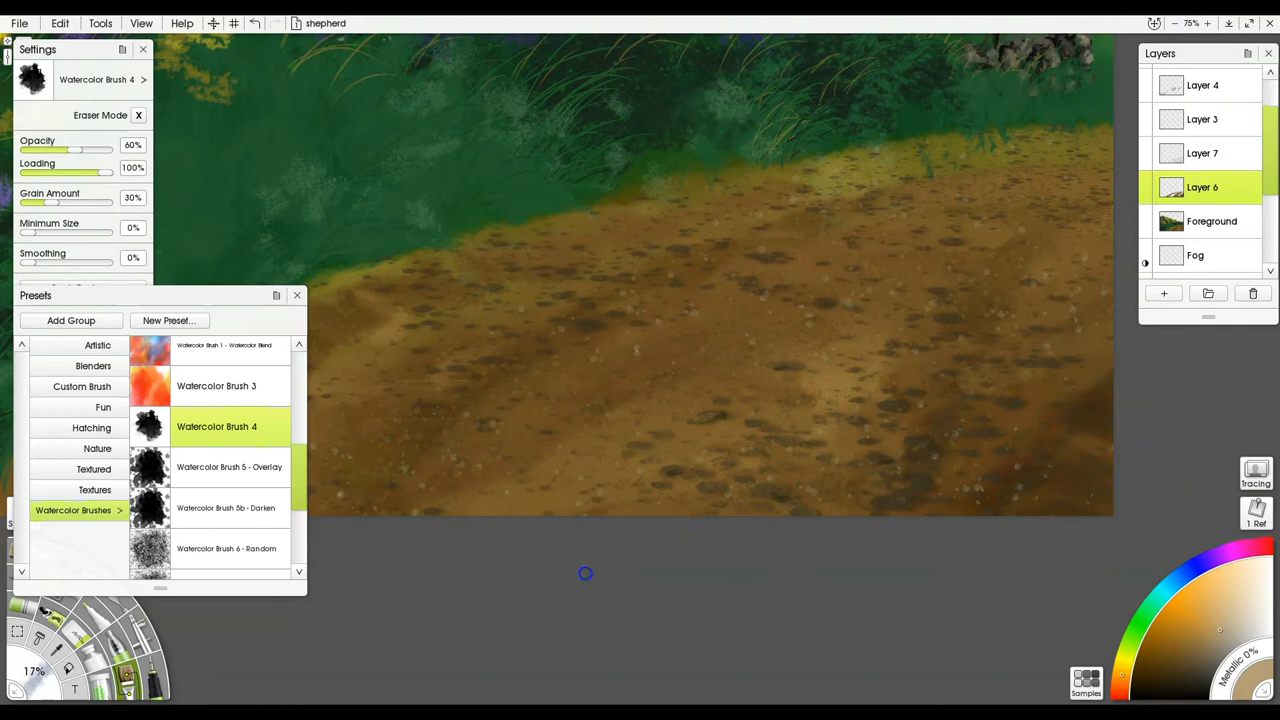 File Edit Tools View Help shepherd 75%
Settings
Watercolor Brush 4 >
Eraser Mode X
Opacity 60%
Loading 100%
Grain Amount 30%
Minimum Size 0%
Smoothing 0%
Presets
Add Group New Preset...
Artistic
Blenders
Custom Brush
Fun
Hatching
Nature
Textured
Textures
Watercolor Brushes >
Watercolor Brush 1 - Watercolor Blend
Watercolor Brush 3
Watercolor Brush 4
Watercolor Brush 5 - Overlay
Watercolor Brush 5b - Darken
Watercolor Brush 6 - Random
17%
T
Layers
Layer 4
Layer 3
Layer 7
Layer 6
Foreground
Fog
Tracing
1 Ref
Metallic 0%
Samples